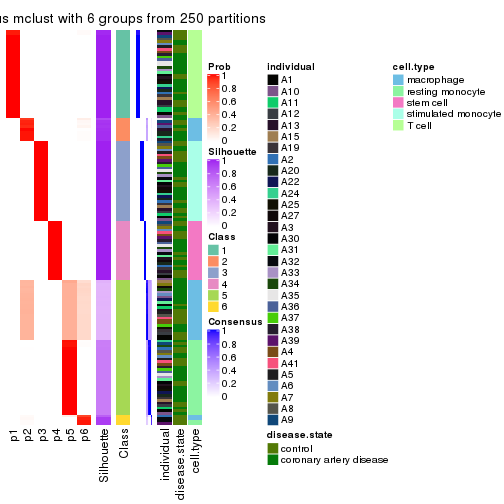 us mclust with 6 groups from 250 partitions
p1
p2
p3
p4
p5
p6
Silhouette
Class
individual
disease.state
cell.type
Prob
1
0.8
0.6
0.4
0.2
0
Silhouette
1
0.8
0.6
0.4
0.2
0
Class
1
2
3
4
5
6
Consensus
1
0.8
0.6
0.4
0.2
0
individual
A1
A10
A11
A12
A13
A15
A19
A2
A20
A22
A24
A25
A27
A3
A30
A31
A32
A33
A34
A35
A36
A37
A38
A39
A4
A41
A5
A6
A7
A8
A9
disease.state
control
coronary artery disease
cell.type
macrophage
resting monocyte
stem cell
stimulated monocyte
T cell